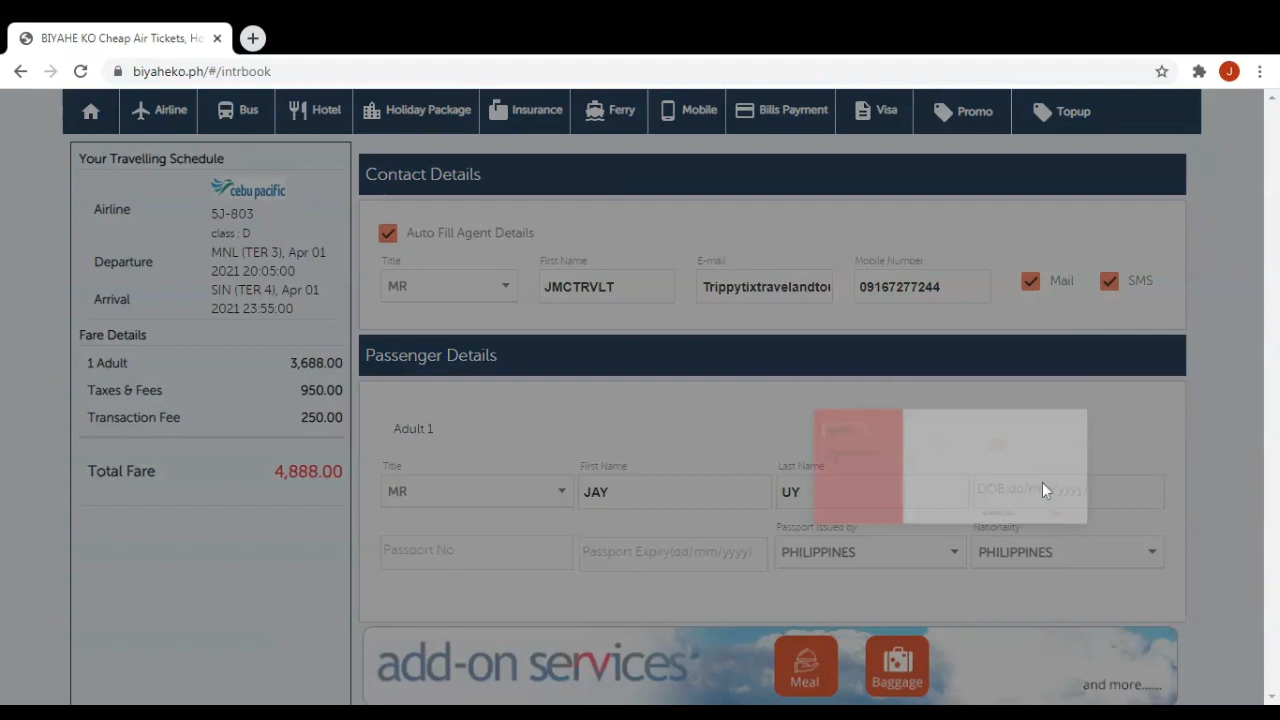 BIYAHE KO Cheap Air Tickets, Ho
biyaheko.ph/#/intrbook
J
Airline
Bus
Hotel
Holiday Package
Insurance
Ferry
Mobile
Bills Payment
Visa
Promo
Topup
Your Travelling Schedule
cebu pacific
Airline
5J-803
class : D
Departure
MNL (TER 3), Apr 01
2021 20:05:00
Arrival
SIN (TER 4), Apr 01
2021 23:55:00
Fare Details
1 Adult 3,688.00
Taxes & Fees 950.00
Transaction Fee 250.00
Total Fare 4,888.00
Contact Details
Auto Fill Agent Details
Title First Name E-mail Mobile Number
MR JMCTRVLT Trippytixtravelandtou 09167277244 Mail SMS
Passenger Details
Adult 1
Title First Name Last Name
MR JAY UY DOB dd/mm/yyyy
Passport Issued by Nationality
Passport No. Passport Expiry(dd/mm/yyyy) PHILIPPINES PHILIPPINES
add-on services
Meal
Baggage
and more......